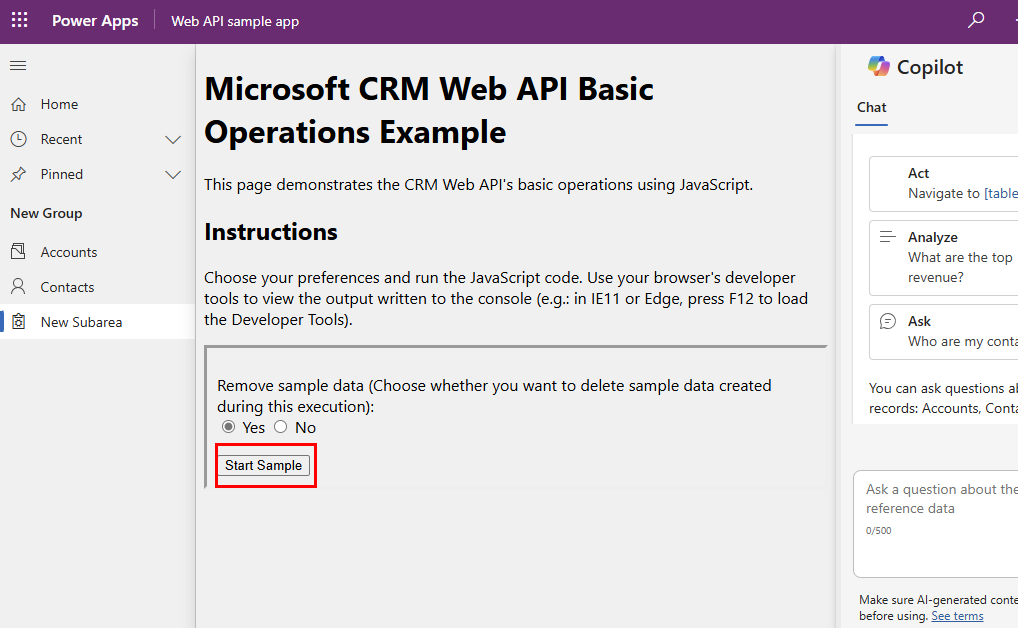 Power Apps
Web API sample app
Home
Recent
Pinned
New Group
Accounts
Contacts
New Subarea
Microsoft CRM Web API Basic
Operations Example
This page demonstrates the CRM Web API's basic operations using JavaScript.
Instructions
Choose your preferences and run the JavaScript code. Use your browser's developer
tools to view the output written to the console (e.g.: in IE11 or Edge, press F12 to load
the Developer Tools).
Remove sample data (Choose whether you want to delete sample data created
during this execution):
Yes No
Start Sample
Copilot
Chat
Act
Navigate to [table
Analyze
What are the top
revenue?
Ask
Who are my conta
You can ask questions al
records: Accounts, Conta
Ask a question about the
reference data
0/500
Make sure AI-generated conte
before using. See terms